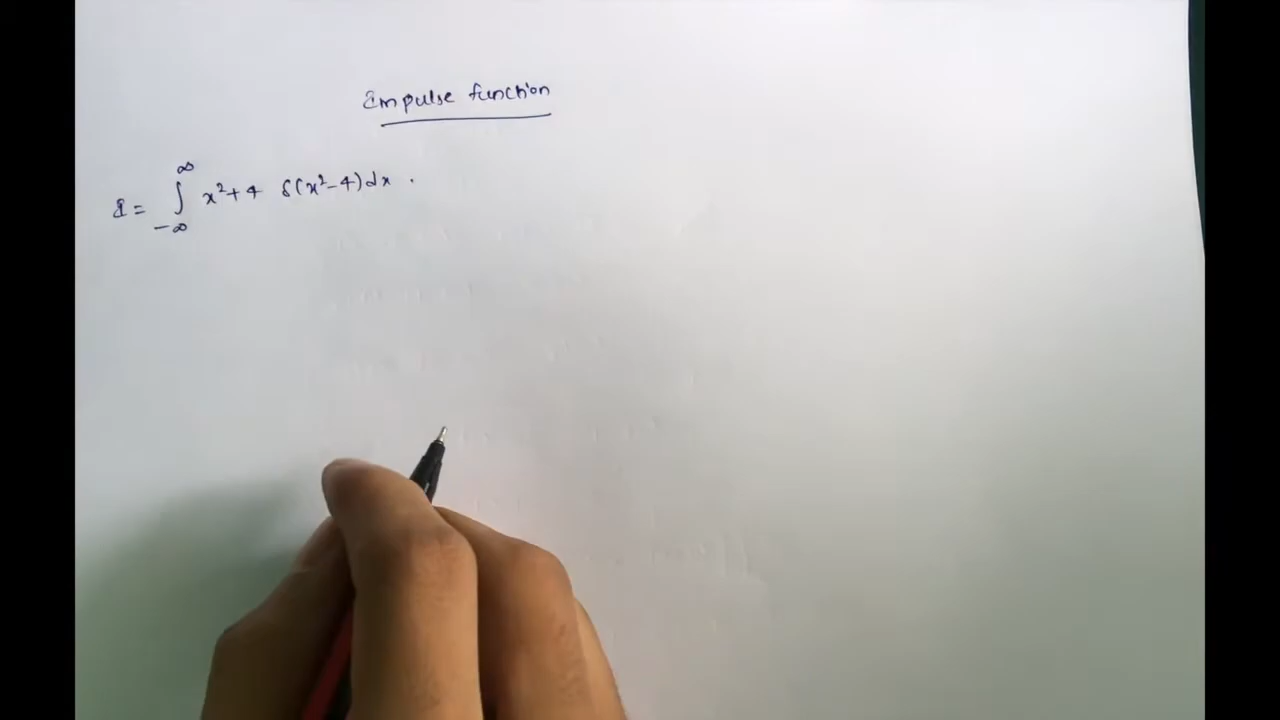 Impulse function
I = ∫_{-∞}^{∞} x²+4 δ(x²-4)dx .